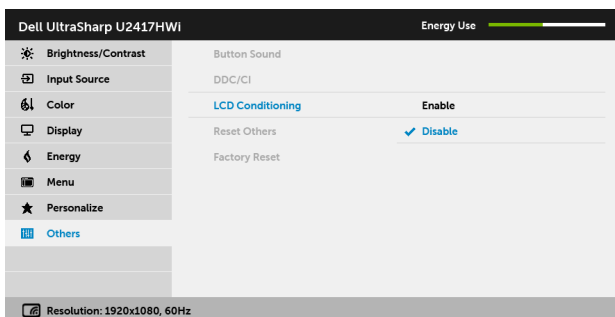 Dell UltraSharp U2417HWi
Energy Use
Brightness/Contrast
Button Sound
Input Source
DDC/CI
Color
LCD Conditioning
Enable
Display
Reset Others
Disable
Energy
Factory Reset
Menu
Personalize
Others
Resolution: 1920x1080, 60Hz